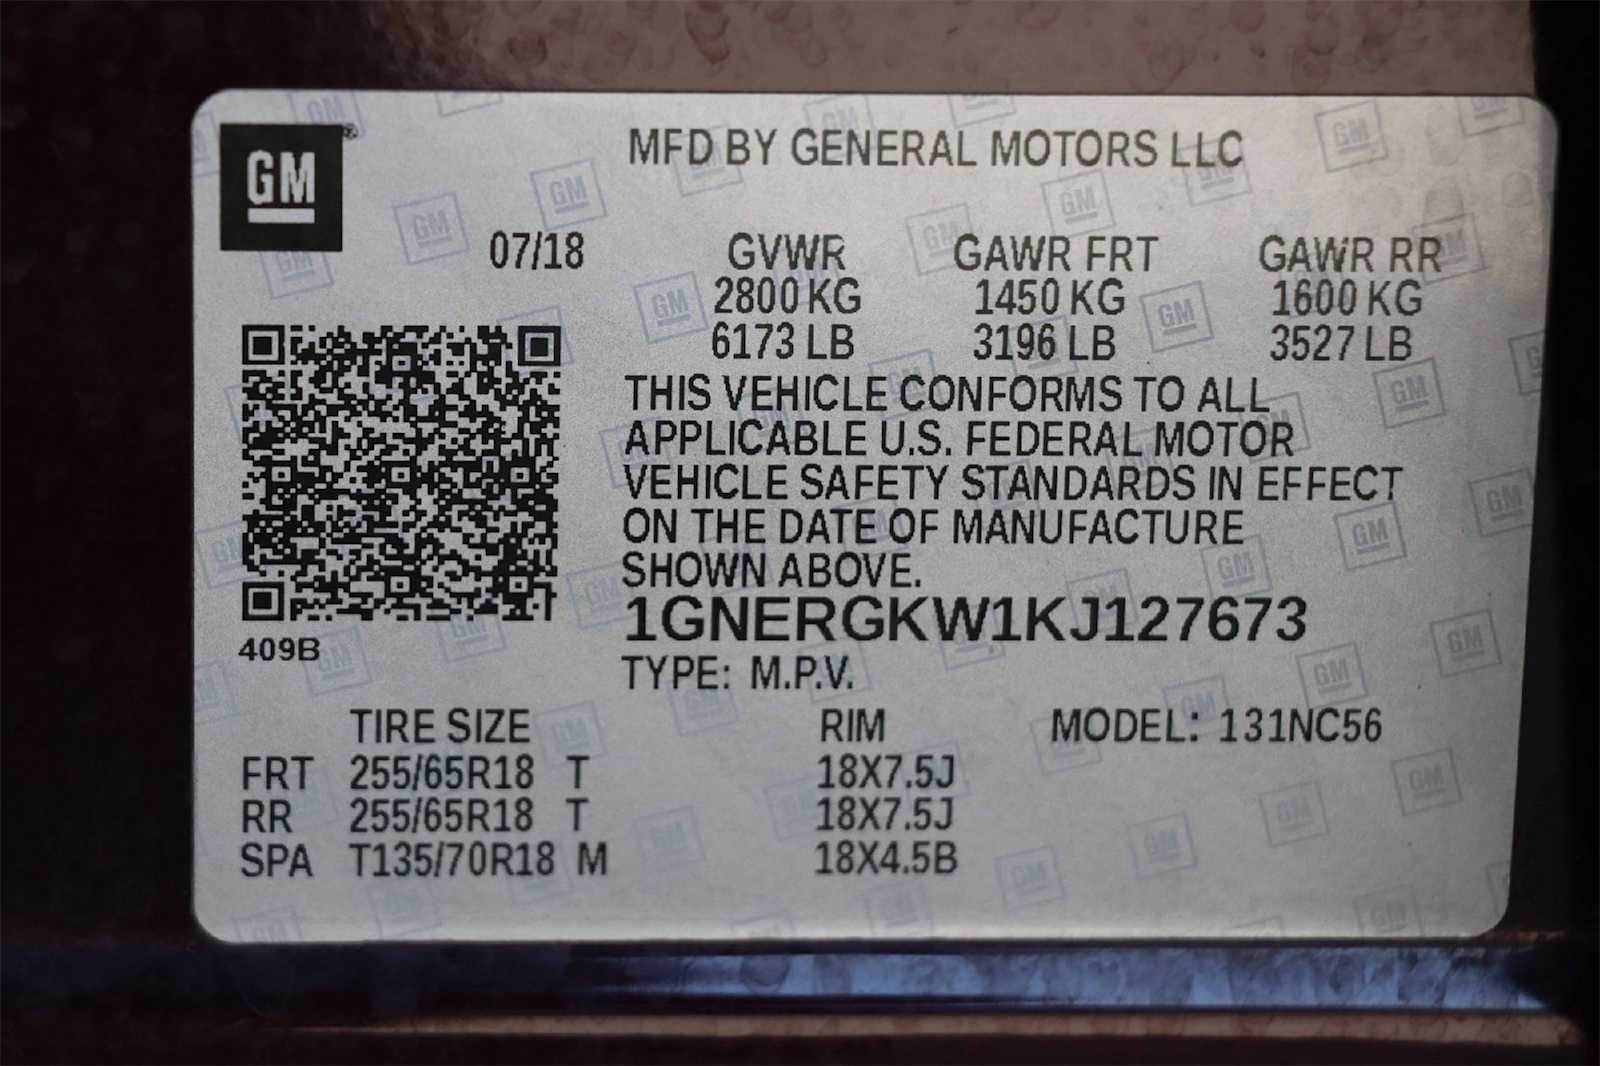 GM
MFD BY GENERAL MOTORS LLC
07/18 GVWR GAWR FRT GAWR RR
2800 KG 1450 KG 1600 KG
6173 LB 3196 LB 3527 LB
THIS VEHICLE CONFORMS TO ALL
APPLICABLE U.S. FEDERAL MOTOR
VEHICLE SAFETY STANDARDS IN EFFECT
ON THE DATE OF MANUFACTURE
SHOWN ABOVE.
1GNERGKW1KJ127673
409B
TYPE: M.P.V.
TIRE SIZE RIM MODEL: 131NC56
FRT 255/65R18 T 18X7.5J
RR 255/65R18 T 18X7.5J
SPA T135/70R18 M 18X4.5B